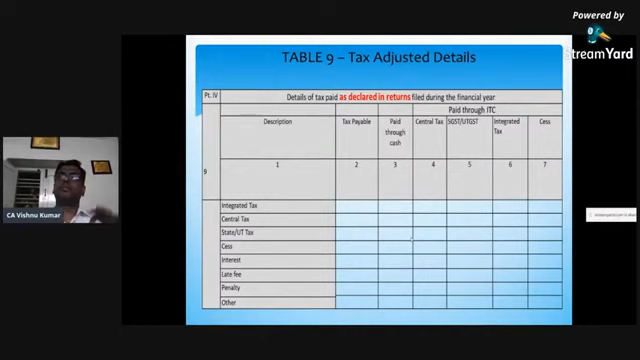 Powered by
StreamYard
TABLE 9 – Tax Adjusted Details
Pt. IV
Details of tax paid as declared in returns filed during the financial year
Paid through ITC
Description
Tax Payable
Paid through cash
Central Tax
SGST/UTGST
Integrated Tax
Cess
9
1
2
3
4
5
6
7
Integrated Tax
Central Tax
State/UT Tax
Cess
Interest
Late fee
Penalty
Other
CA Vishnu Kumar